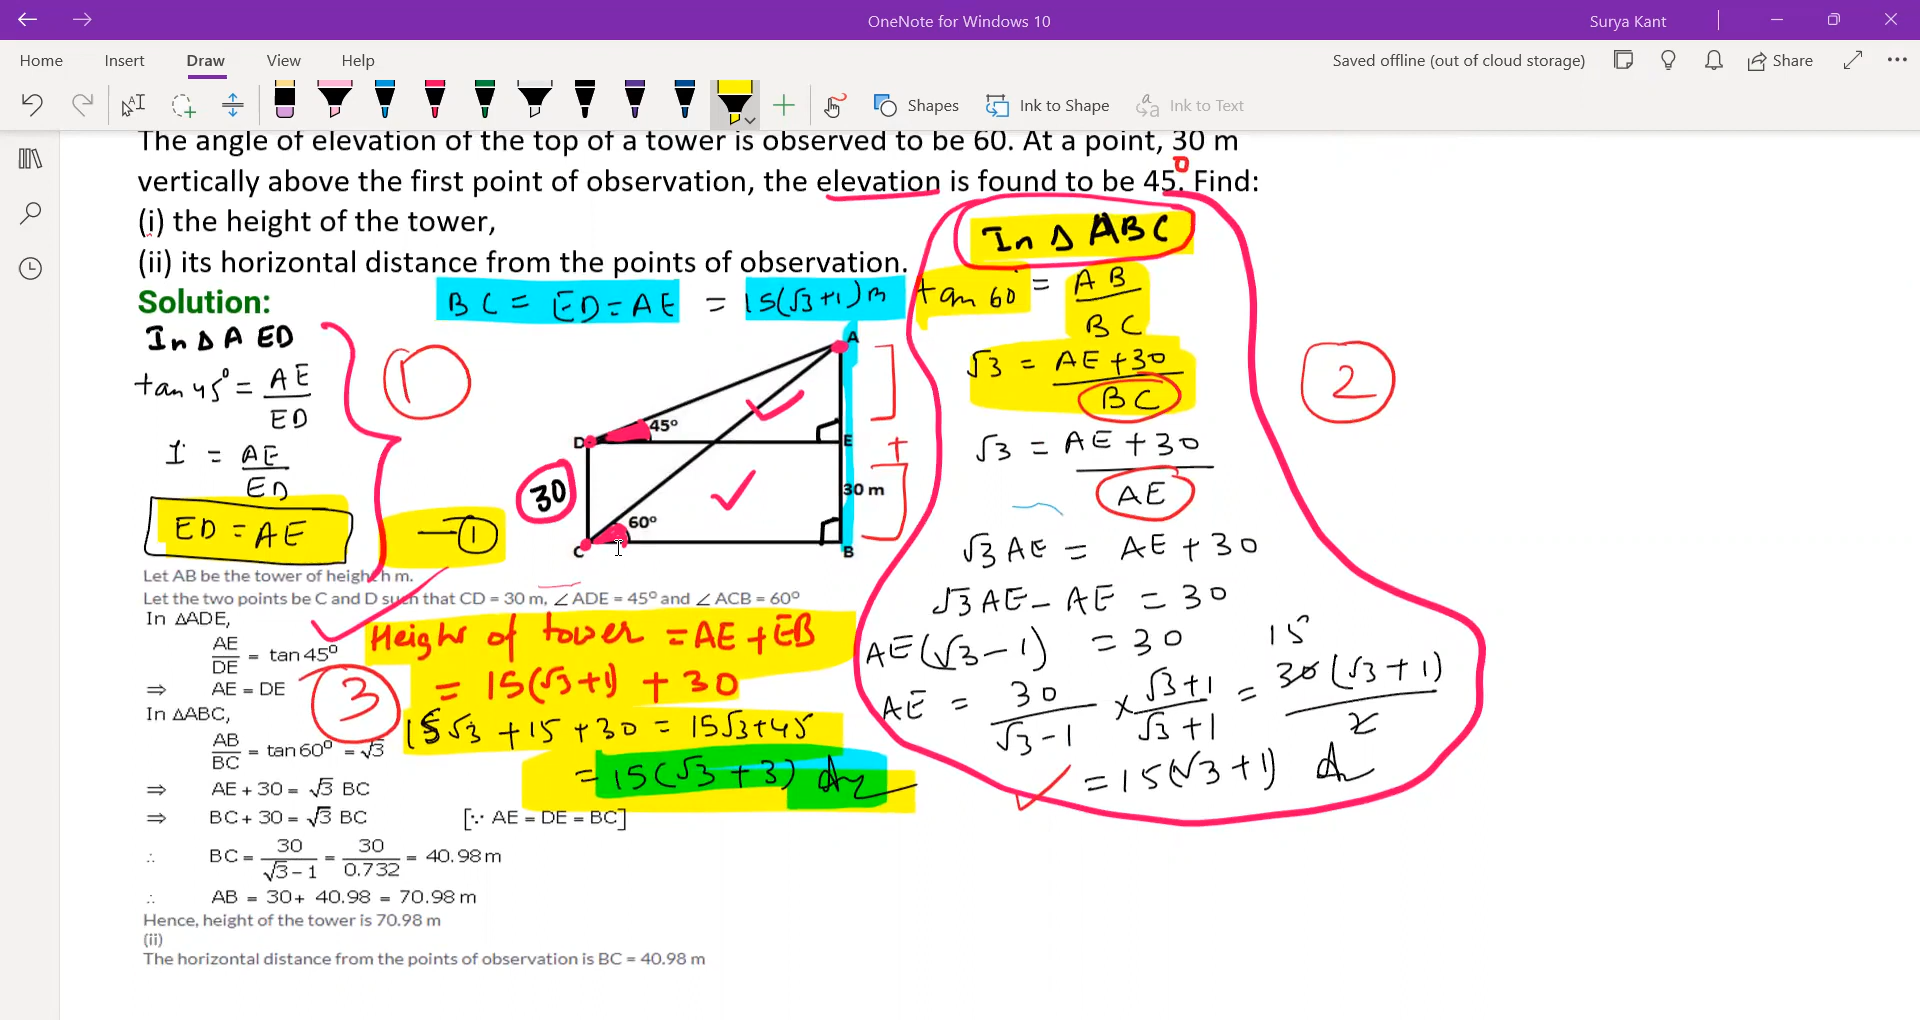 OneNote for Windows 10
Surya Kant
Home Insert Draw View Help
Saved offline (out of cloud storage) Share
Shapes Ink to Shape Ink to Text
The angle of elevation of the top of a tower is observed to be 60. At a point, 30 m
vertically above the first point of observation, the elevation is found to be 45°. Find:
(i) the height of the tower,
(ii) its horizontal distance from the points of observation.
Solution:
BC = ED = AE = 15(√3+1)m
In Δ AED
tan 45° = AE/ED
1 = AE/ED
ED = AE — ①
①
A
D 45° E
30
30 m
60°
C B
+
In Δ ABC
tan 60° = AB/BC
√3 = AE+30/BC
√3 = AE+30/AE
√3 AE = AE+30
√3AE – AE = 30
AE(√3–1) = 30
AE = 30/√3–1 × √3+1/√3+1 = 30(√3+1)/2
15
= 15(√3+1)
2
Let AB be the tower of height h m.
Let the two points be C and D such that CD = 30 m, ∠ADE = 45° and ∠ACB = 60°
In ΔADE,
AE/DE = tan 45°
⇒ AE = DE
In ΔABC,
AB/BC = tan 60° = √3
⇒ AE + 30 = √3 BC
⇒ BC + 30 = √3 BC [∵ AE = DE = BC]
∴ BC = 30/√3–1 = 30/0.732 = 40.98 m
∴ AB = 30 + 40.98 = 70.98 m
Hence, height of the tower is 70.98 m
(ii)
The horizontal distance from the points of observation is BC = 40.98 m
3
Height of tower = AE + EB
= 15(√3+1) + 30
15√3 + 15 + 30 = 15√3+45
= 15(√3+3)